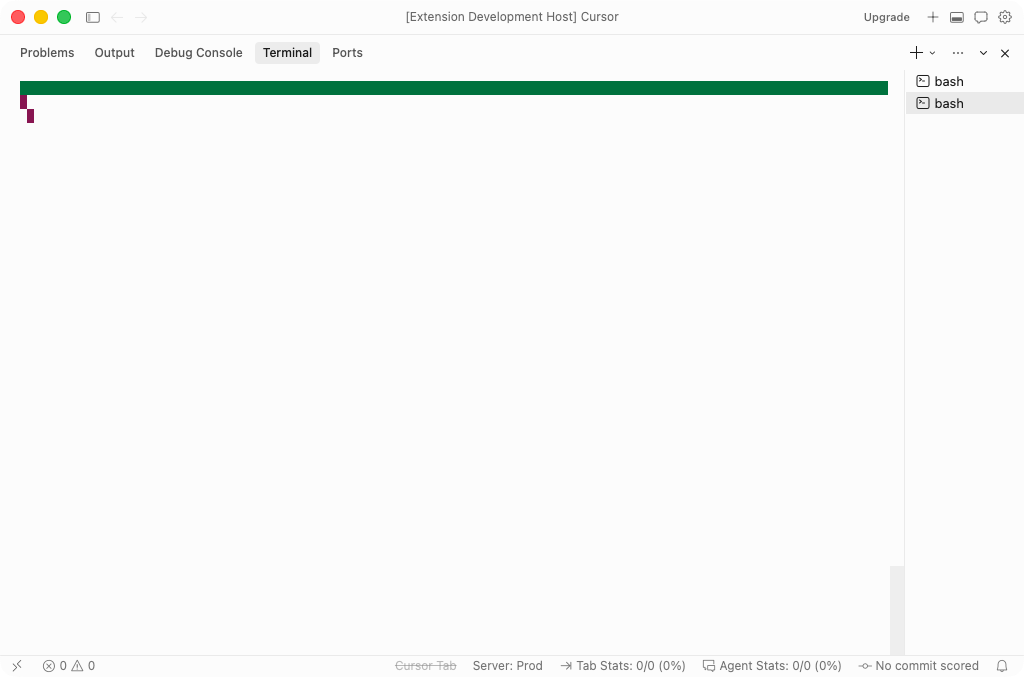 [Extension Development Host] Cursor
Upgrade
Problems Output Debug Console Terminal Ports
bash
bash
0 0 Cursor Tab Server: Prod Tab Stats: 0/0 (0%) Agent Stats: 0/0 (0%) No commit scored